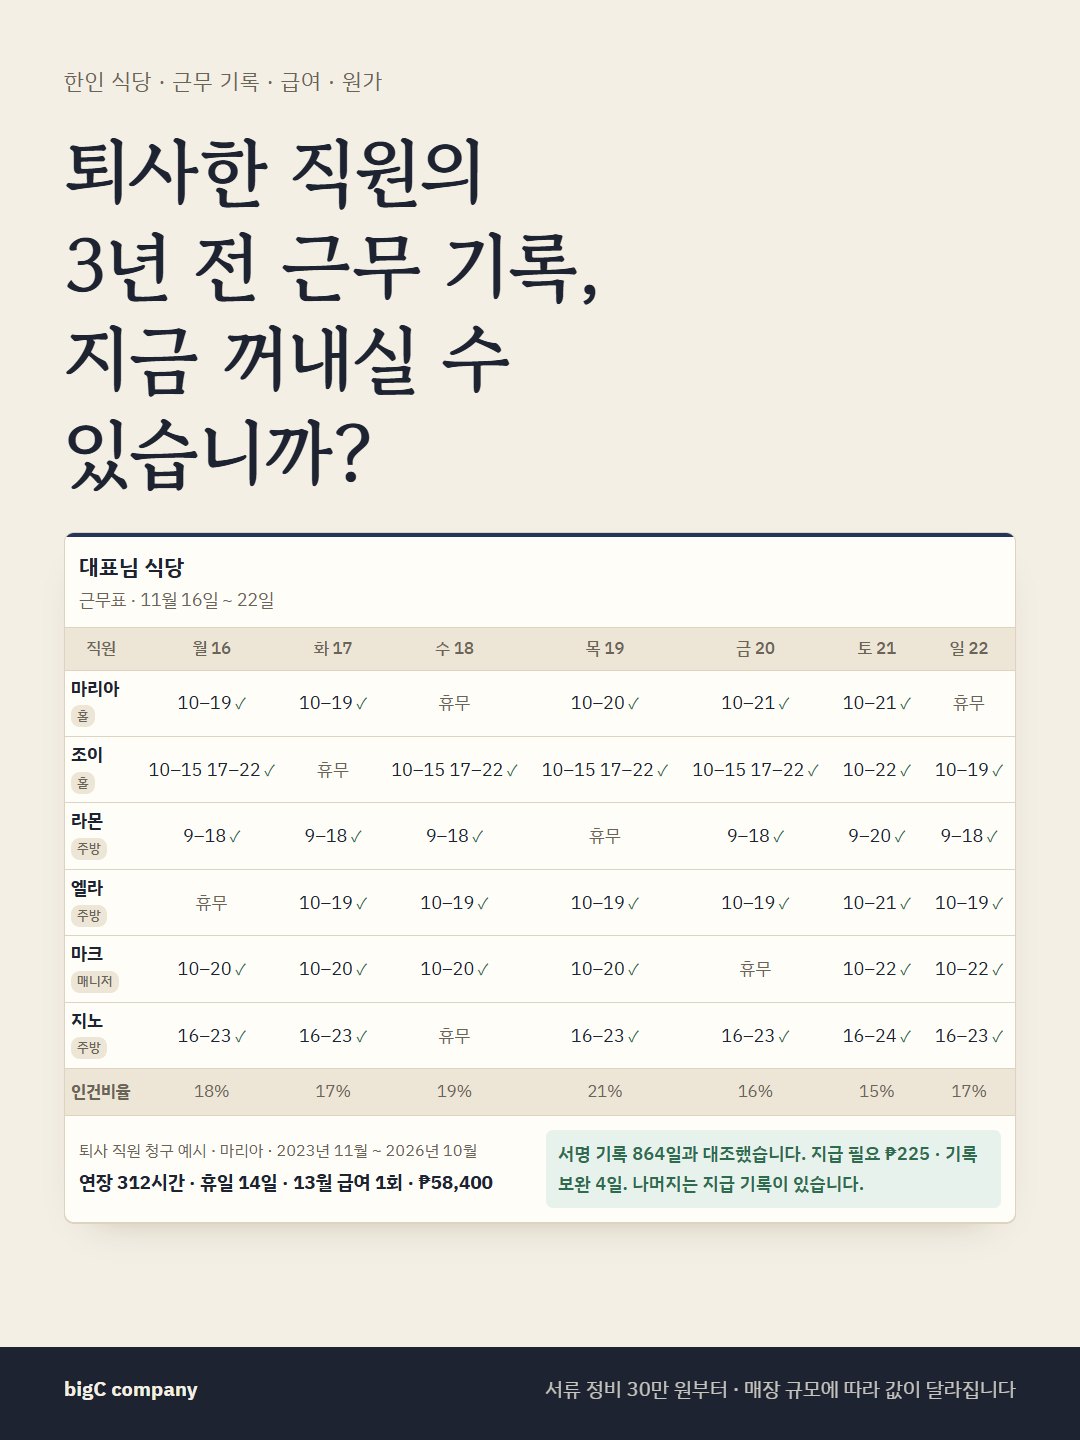 한인 식당 · 근무 기록 · 급여 · 원가
퇴사한 직원의
3년 전 근무 기록,
지금 꺼내실 수
있습니까?
대표님 식당
근무표 · 11월 16일 ~ 22일
직원 월 16 화 17 수 18 목 19 금 20 토 21 일 22
마리아 홀 10–19 ✓ 10–19 ✓ 휴무 10–20 ✓ 10–21 ✓ 10–21 ✓ 휴무
조이 홀 10–15 17–22 ✓ 휴무 10–15 17–22 ✓ 10–15 17–22 ✓ 10–15 17–22 ✓ 10–22 ✓ 10–19 ✓
라몬 주방 9–18 ✓ 9–18 ✓ 9–18 ✓ 휴무 9–18 ✓ 9–20 ✓ 9–18 ✓
엘라 주방 휴무 10–19 ✓ 10–19 ✓ 10–19 ✓ 10–19 ✓ 10–21 ✓ 10–19 ✓
마크 매니저 10–20 ✓ 10–20 ✓ 10–20 ✓ 10–20 ✓ 휴무 10–22 ✓ 10–22 ✓
지노 주방 16–23 ✓ 16–23 ✓ 휴무 16–23 ✓ 16–23 ✓ 16–24 ✓ 16–23 ✓
인건비율 18% 17% 19% 21% 16% 15% 17%
퇴사 직원 청구 예시 · 마리아 · 2023년 11월 ~ 2026년 10월
연장 312시간 · 휴일 14일 · 13월 급여 1회 · ₱58,400
서명 기록 864일과 대조했습니다. 지급 필요 ₱225 · 기록
보완 4일. 나머지는 지급 기록이 있습니다.
bigC company
서류 정비 30만 원부터 · 매장 규모에 따라 값이 달라집니다